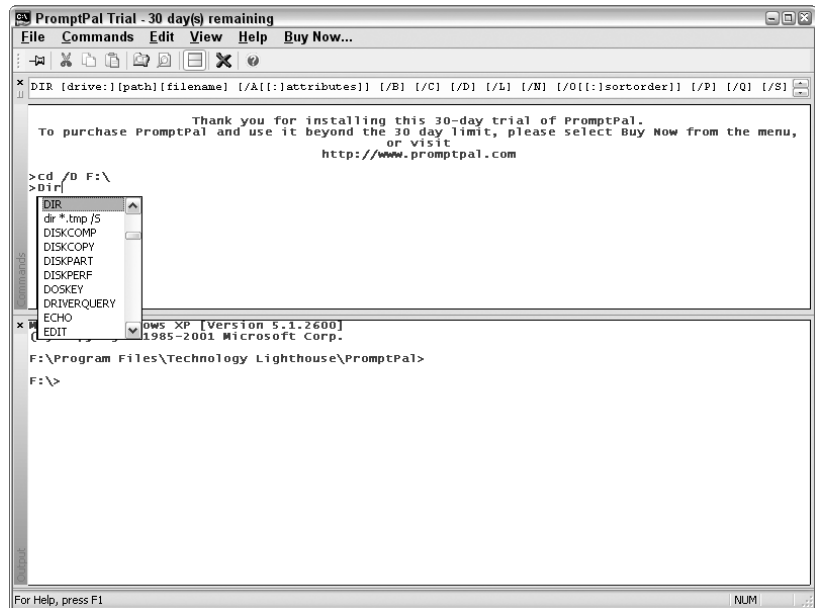 PromptPal Trial - 30 day(s) remaining
File Commands Edit View Help Buy Now...
DIR [drive:][path][filename] [/A[[:]attributes]] [/B] [/C] [/D] [/L] [/N] [/O[[:]sortorder]] [/P] [/Q] [/S]
Thank you for installing this 30-day trial of PromptPal.
To purchase PromptPal and use it beyond the 30 day limit, please select Buy Now from the menu,
or visit
http://www.promptpal.com
>cd /D F:\
>Dir
DIR
dir *.tmp /S
DISKCOMP
DISKCOPY
DISKPART
DISKPERF
DOSKEY
DRIVERQUERY
ECHO
EDIT
Commands
ows XP [Version 5.1.2600]
1985-2001 Microsoft Corp.
F:\Program Files\Technology Lighthouse\PromptPal>
F:\>
Output
For Help, press F1
NUM